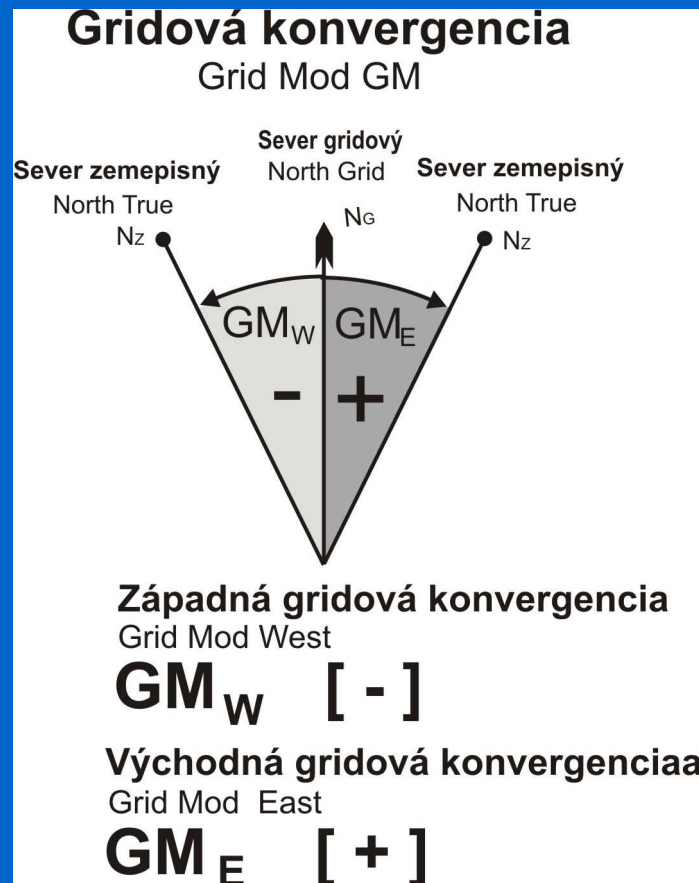 Gridová konvergencia
Grid Mod GM
Sever gridový
North Grid
Sever zemepisný
North True
NZ
NG
Sever zemepisný
North True
NZ
GMW
GME
-
+
Západná gridová konvergencia
Grid Mod West
GMW [ - ]
Východná gridová konvergenciaa
Grid Mod East
GME [ + ]